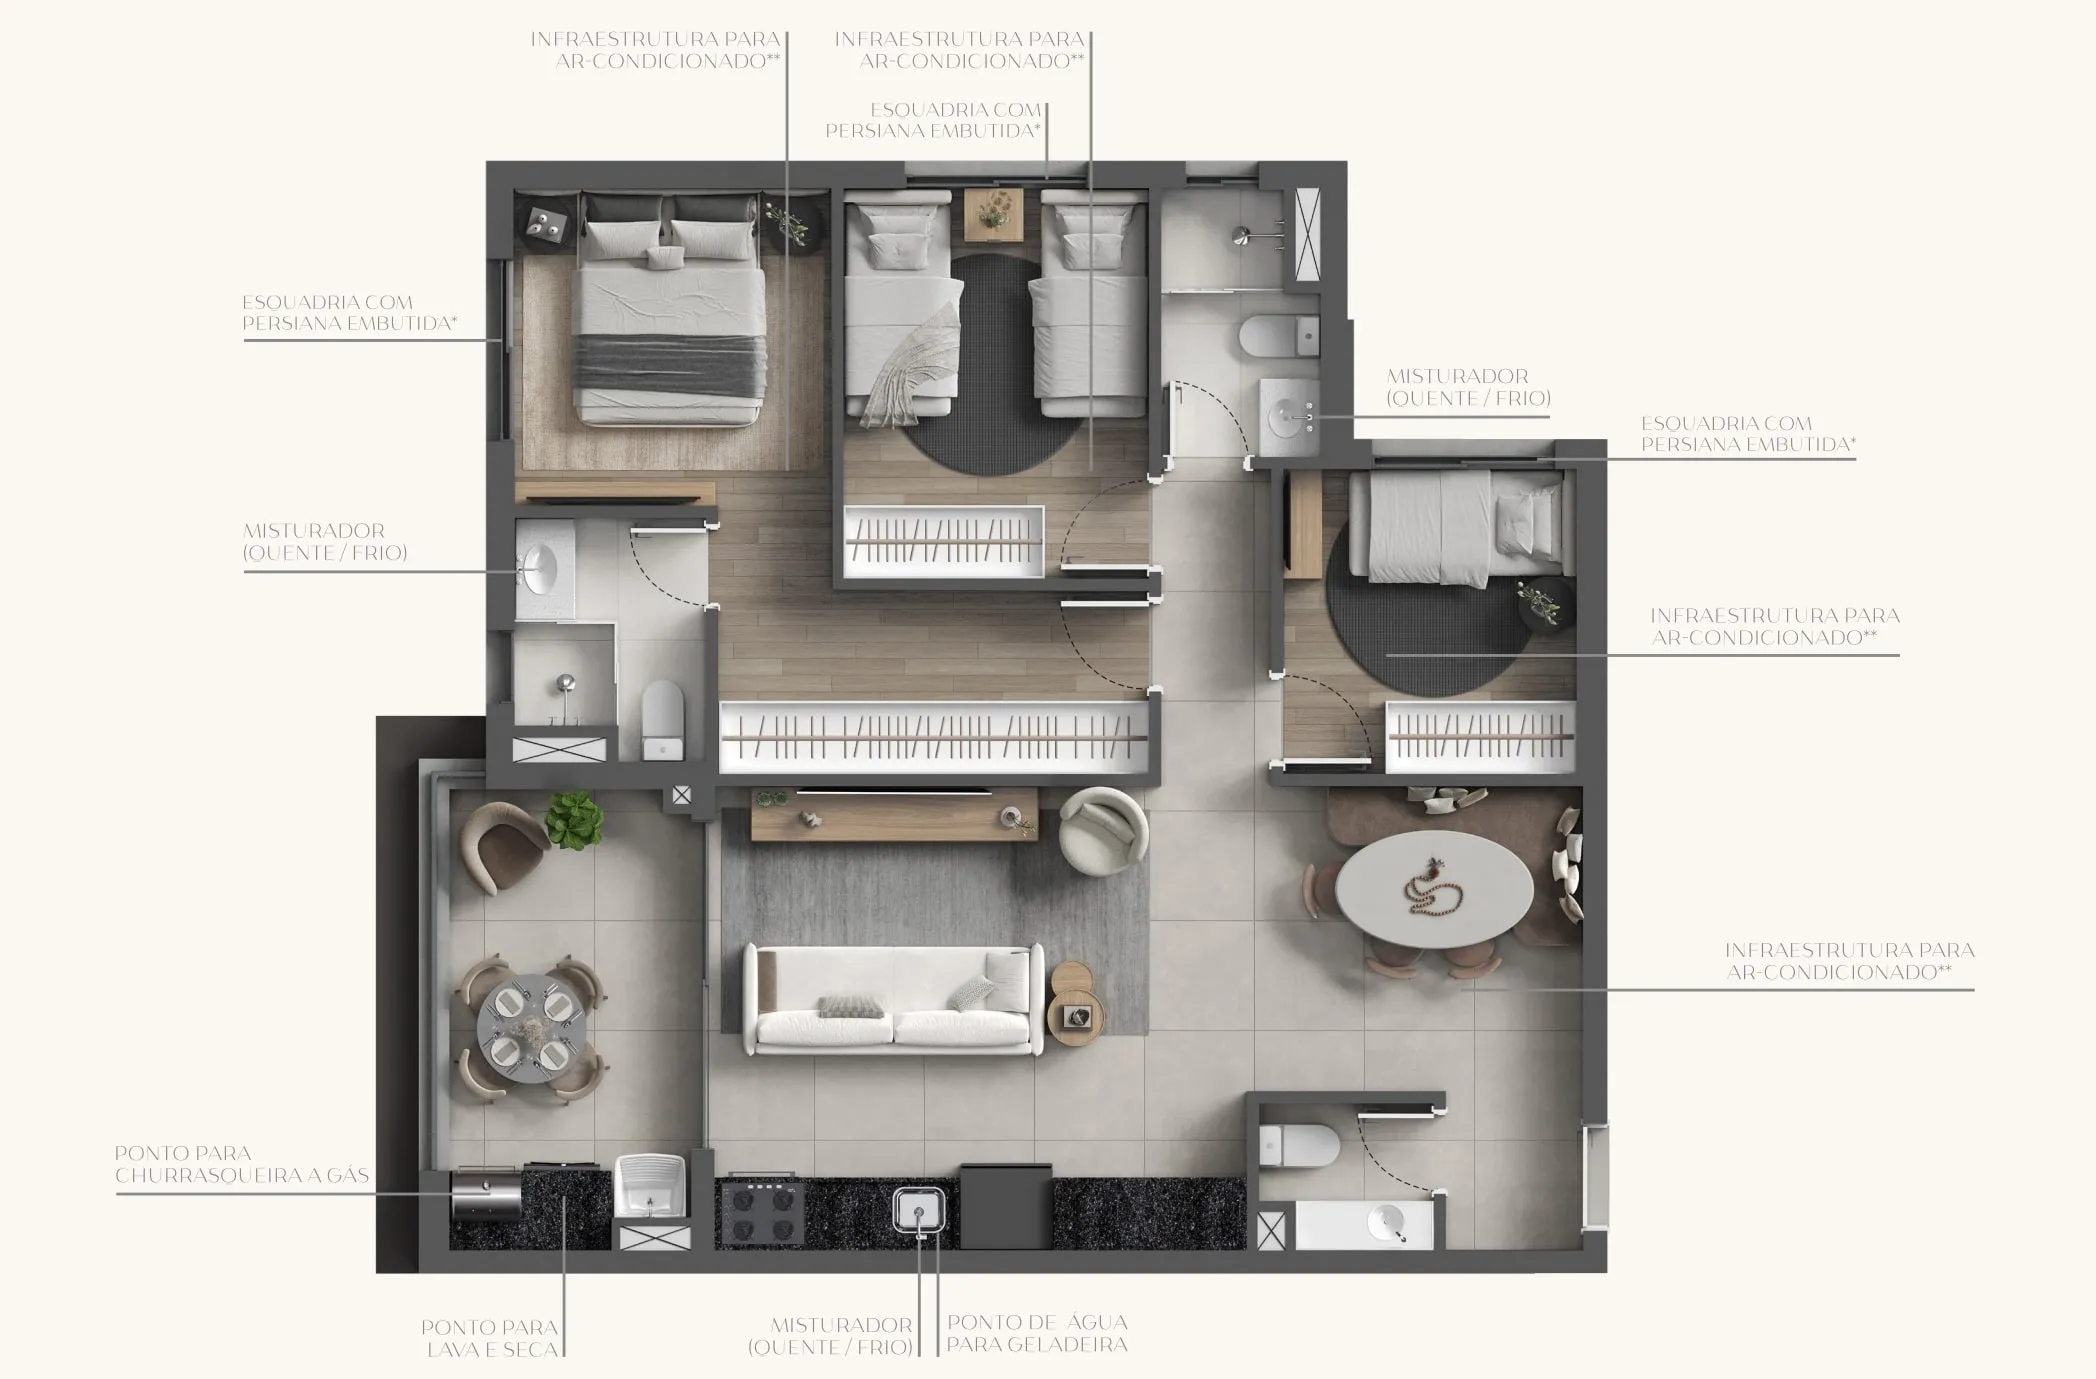 INFRAESTRUTURA PARA
AR-CONDICIONADO**
INFRAESTRUTURA PARA
AR-CONDICIONADO**
ESQUADRIA COM
PERSIANA EMBUTIDA*
ESQUADRIA COM
PERSIANA EMBUTIDA*
MISTURADOR
(QUENTE / FRIO)
ESQUADRIA COM
PERSIANA EMBUTIDA*
MISTURADOR
(QUENTE / FRIO)
INFRAESTRUTURA PARA
AR-CONDICIONADO**
INFRAESTRUTURA PARA
AR-CONDICIONADO**
PONTO PARA
CHURRASQUEIRA A GÁS
PONTO PARA
LAVA E SECA
MISTURADOR
(QUENTE / FRIO)
PONTO DE ÁGUA
PARA GELADEIRA